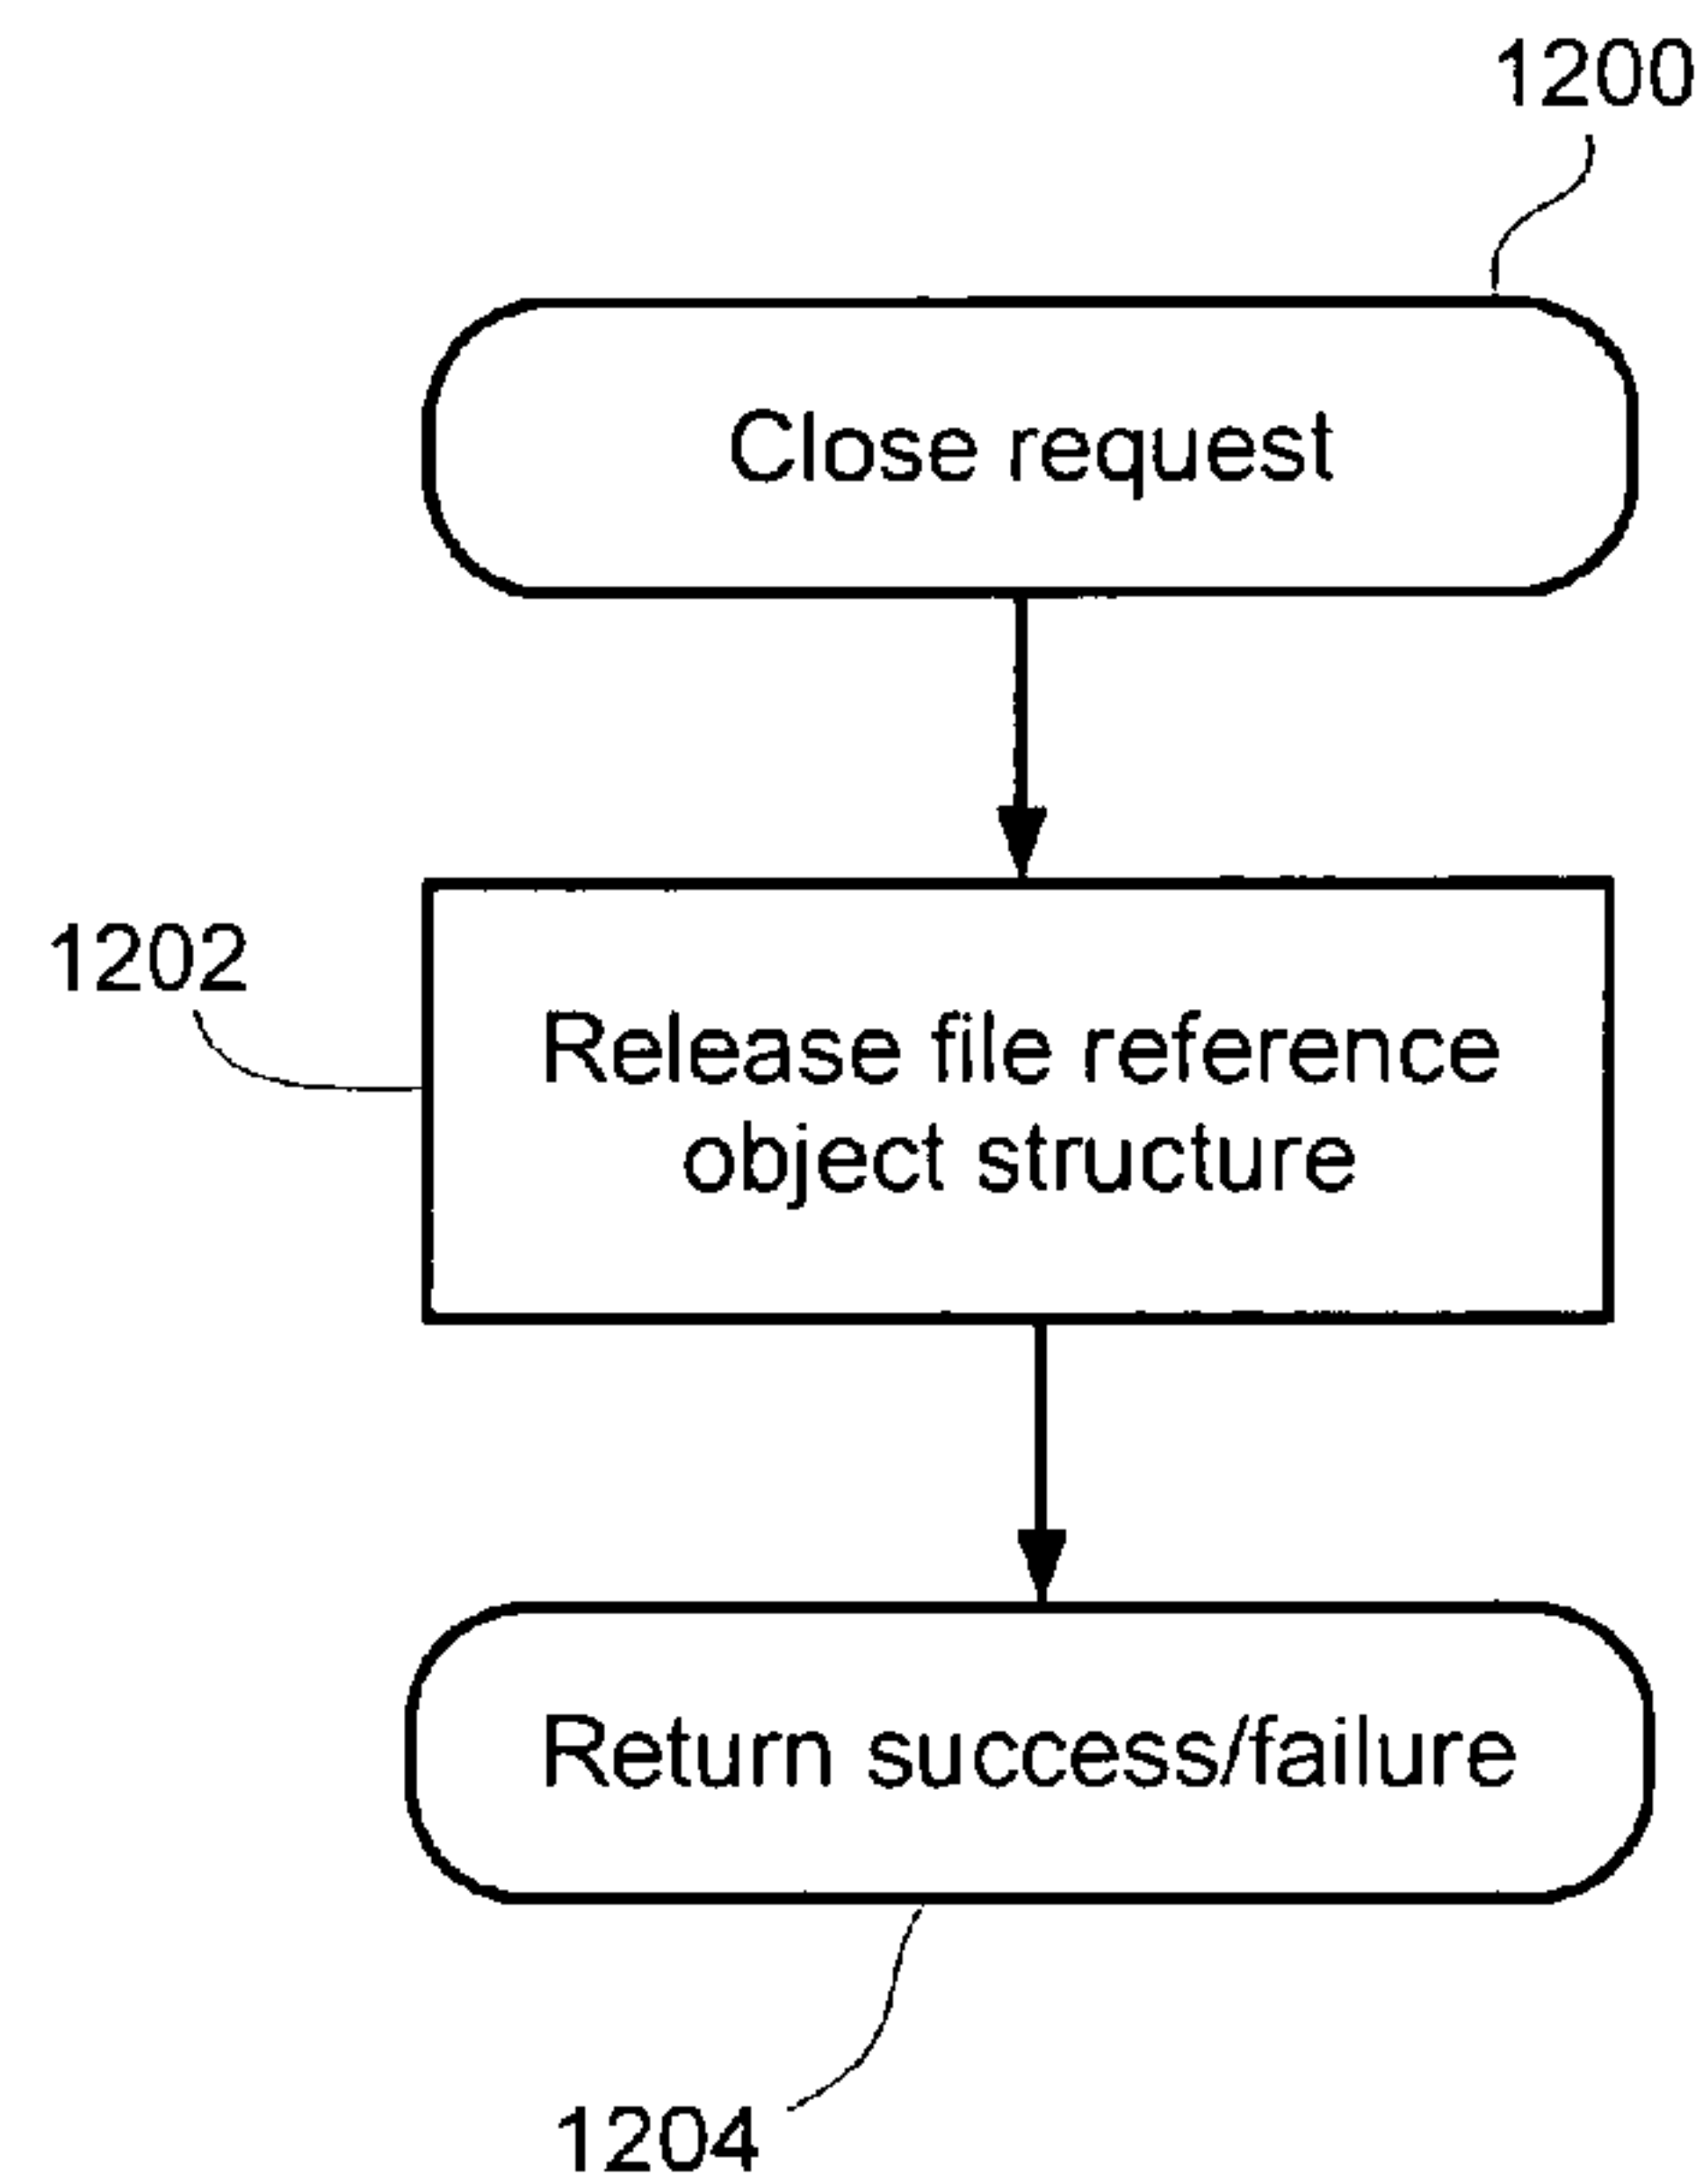 1200
Close request
1202
Release file reference
object structure
Return success/failure
1204